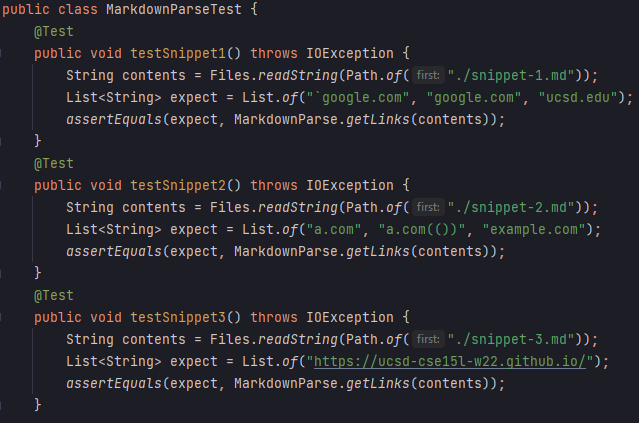 public class MarkdownParseTest {
@Test
public void testSnippet1() throws IOException {
String contents = Files.readString(Path.of( first: "./snippet-1.md"));
List<String> expect = List.of("`google.com", "google.com", "ucsd.edu");
assertEquals(expect, MarkdownParse.getLinks(contents));
}
@Test
public void testSnippet2() throws IOException {
String contents = Files.readString(Path.of( first: "./snippet-2.md"));
List<String> expect = List.of("a.com", "a.com(())", "example.com");
assertEquals(expect, MarkdownParse.getLinks(contents));
}
@Test
public void testSnippet3() throws IOException {
String contents = Files.readString(Path.of( first: "./snippet-3.md"));
List<String> expect = List.of("https://ucsd-cse15l-w22.github.io/");
assertEquals(expect, MarkdownParse.getLinks(contents));
}